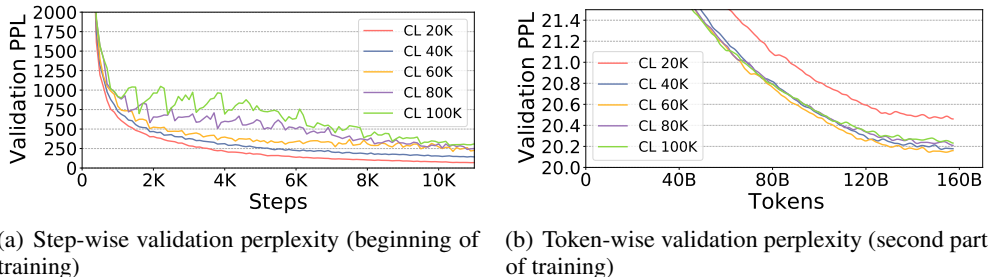 2000
1750
1500
1250
1000
750
500
250
0
Validation PPL
0 2K 4K 6K 8K 10K
Steps
CL 20K
CL 40K
CL 60K
CL 80K
CL 100K
21.4
21.2
21.0
20.8
20.6
20.4
20.2
20.0
Validation PPL
0 40B 80B 120B 160B
Tokens
CL 20K
CL 40K
CL 60K
CL 80K
CL 100K
(a) Step-wise validation perplexity (beginning of
training)
(b) Token-wise validation perplexity (second part
of training)